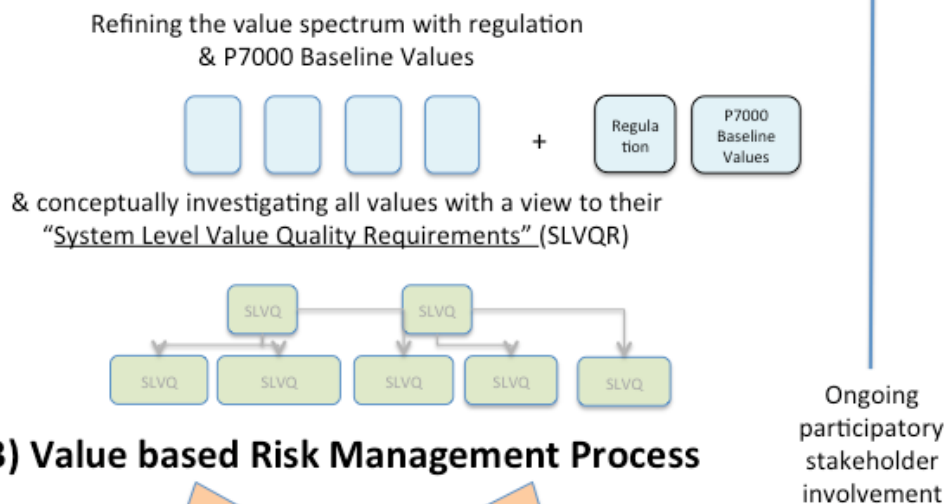 Refining the value spectrum with regulation
& P7000 Baseline Values
+
Regula
tion
P7000
Baseline
Values
& conceptually investigating all values with a view to their
“System Level Value Quality Requirements” (SLVQR)
SLVQ
SLVQ
SLVQ
SLVQ
SLVQ
SLVQ
SLVQ
) Value based Risk Management Process
Ongoing
participatory
stakeholder
involvement